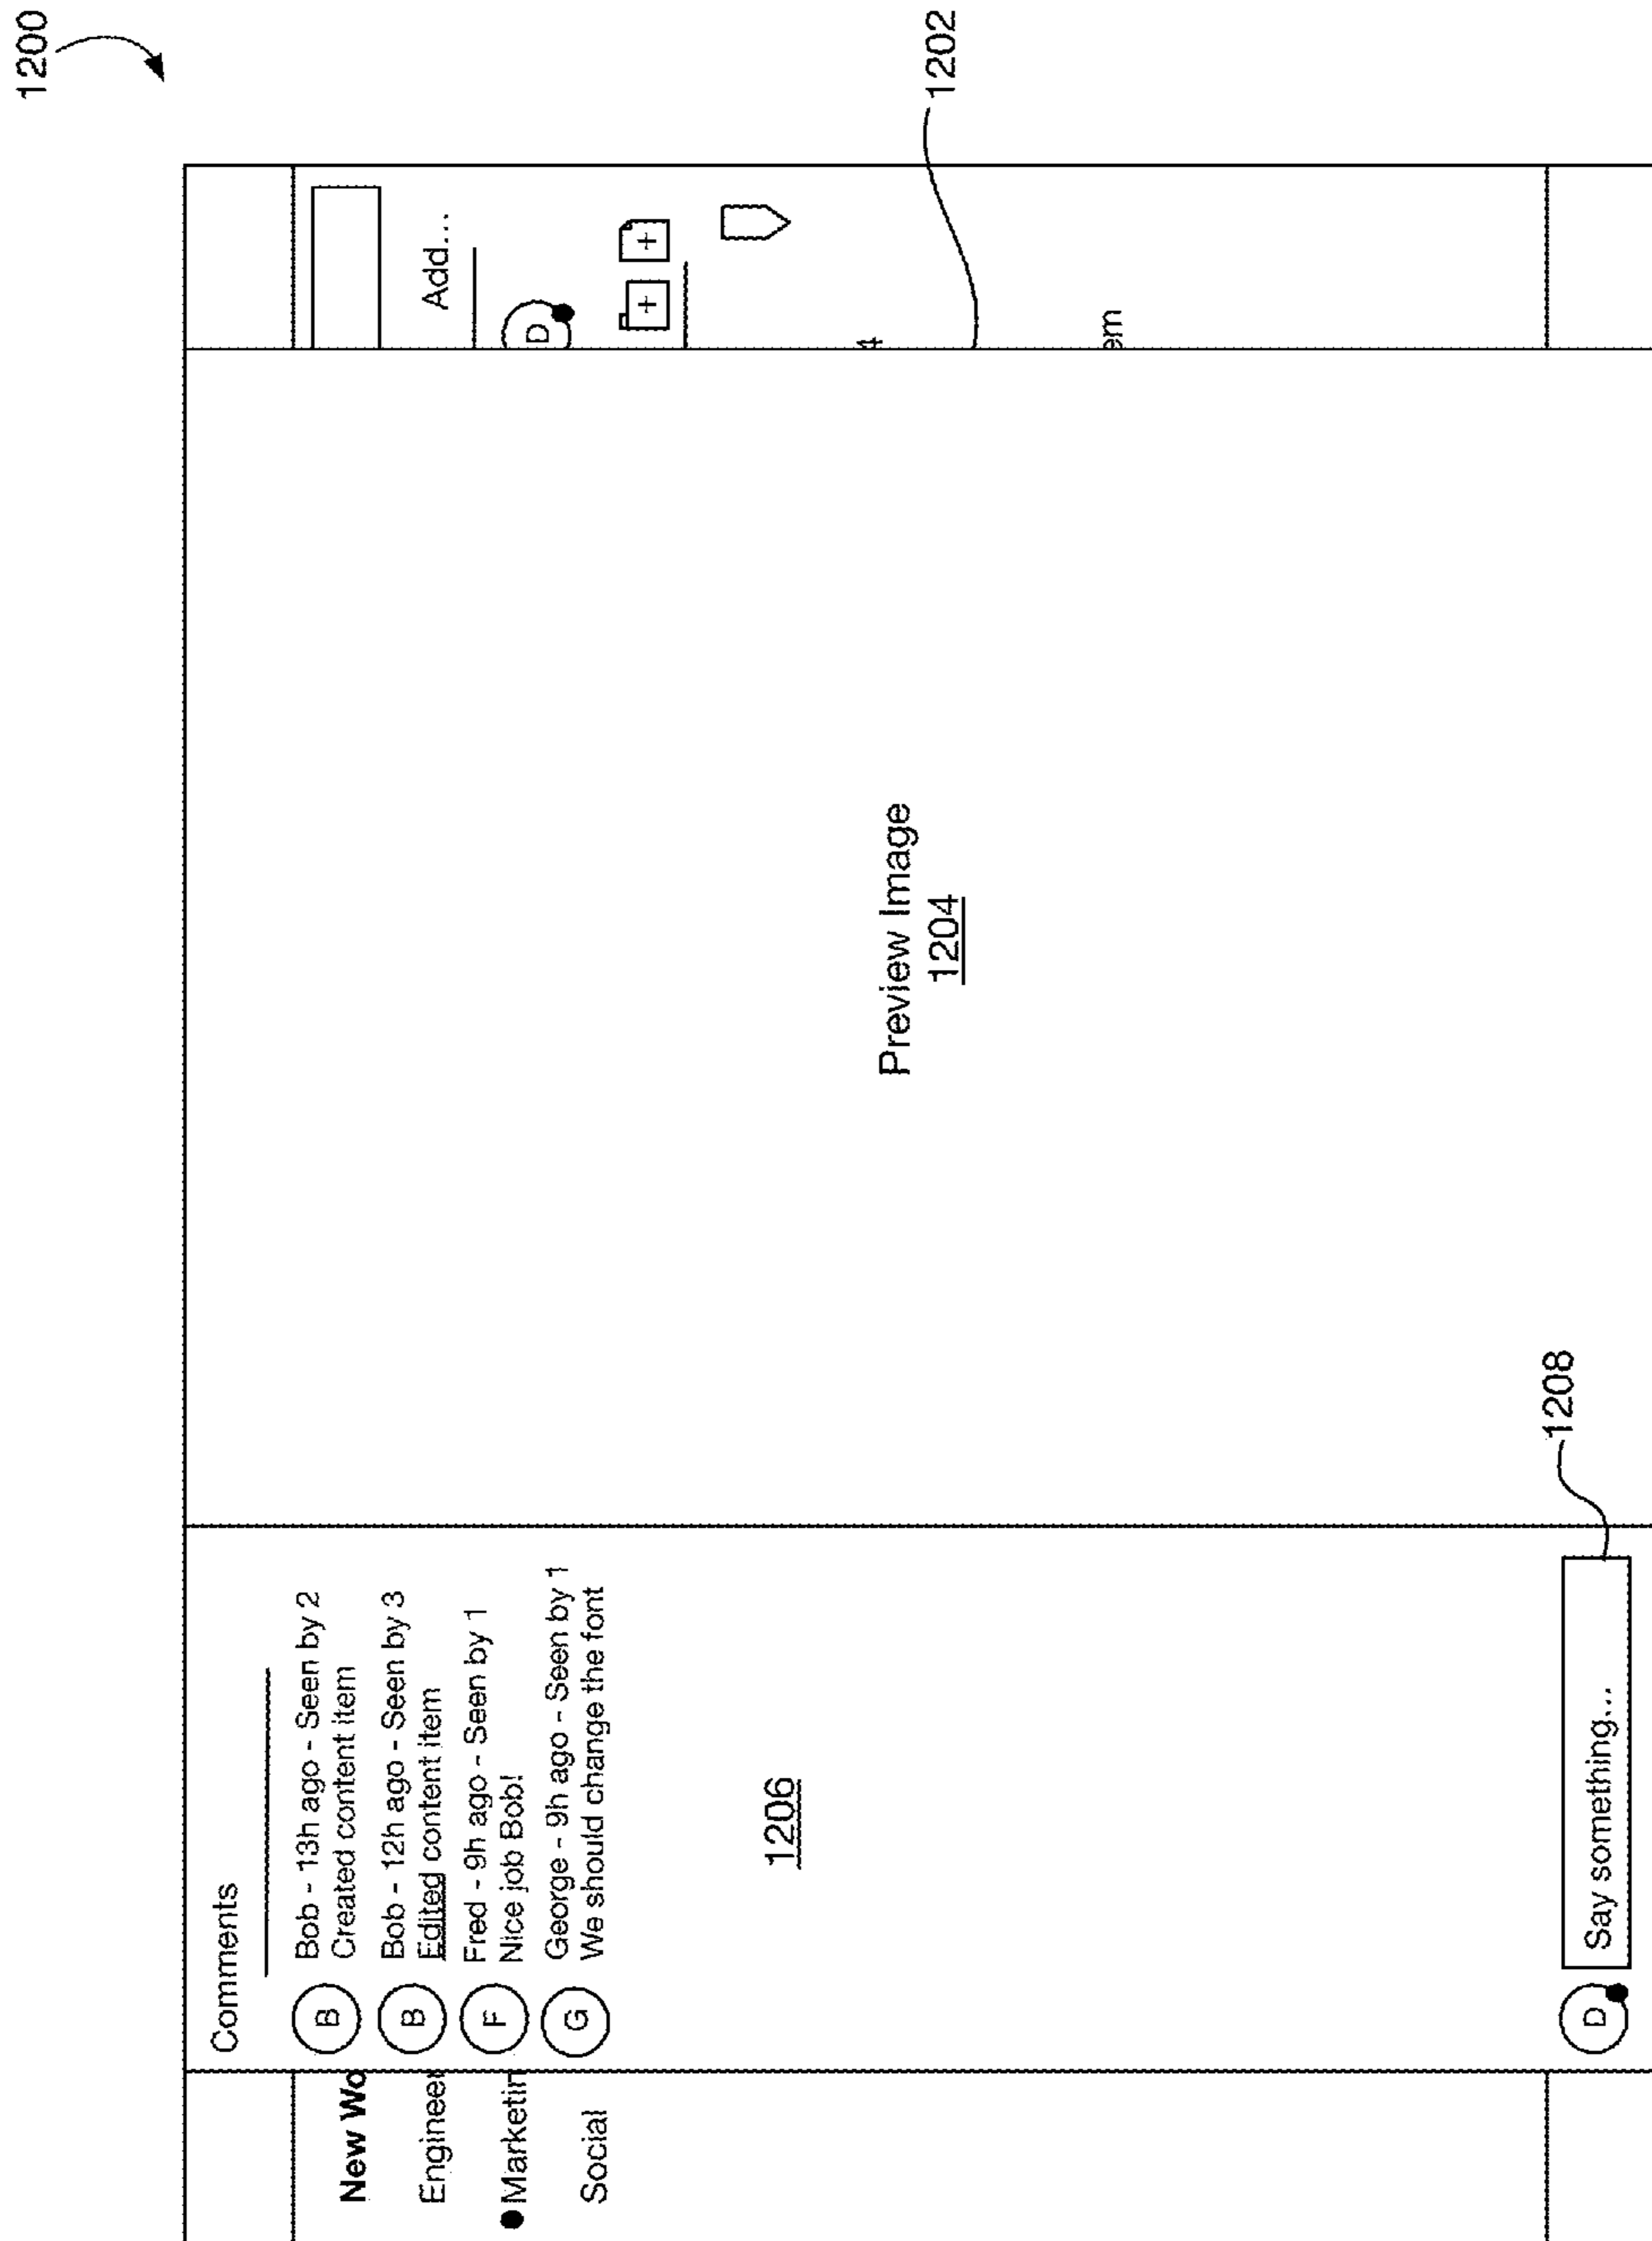 1200
New Wo
Engineer
Marketin
Social
Comments
B
Bob - 13h ago - Seen by 2
Created content item
B
Bob - 12h ago - Seen by 3
Edited content item
F
Fred - 9h ago - Seen by 1
Nice job Bob!
G
George - 9h ago - Seen by 1
We should change the font
1206
D
Say something...
1208
Preview Image
1204
Add...
D
+
+
4
em
1202